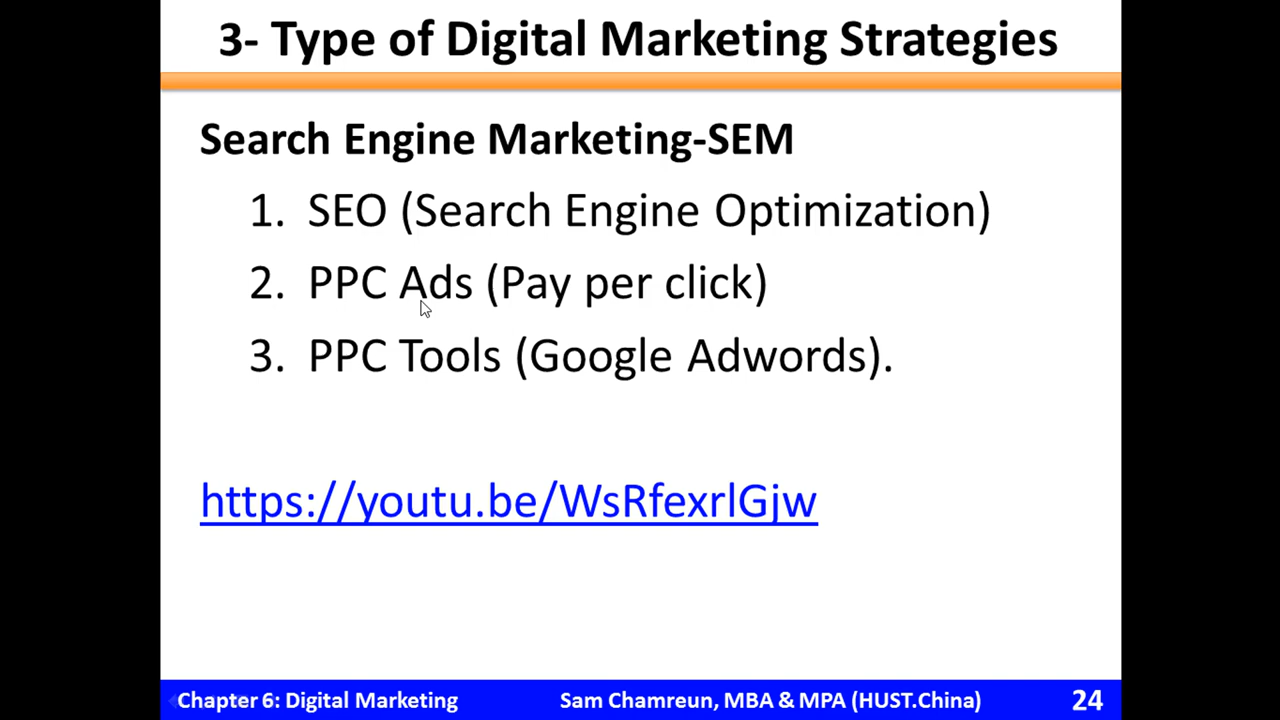 3- Type of Digital Marketing Strategies
Search Engine Marketing-SEM
1. SEO (Search Engine Optimization)
2. PPC Ads (Pay per click)
3. PPC Tools (Google Adwords).
https://youtu.be/WsRfexrlGjw
Chapter 6: Digital Marketing Sam Chamreun, MBA & MPA (HUST.China) 24